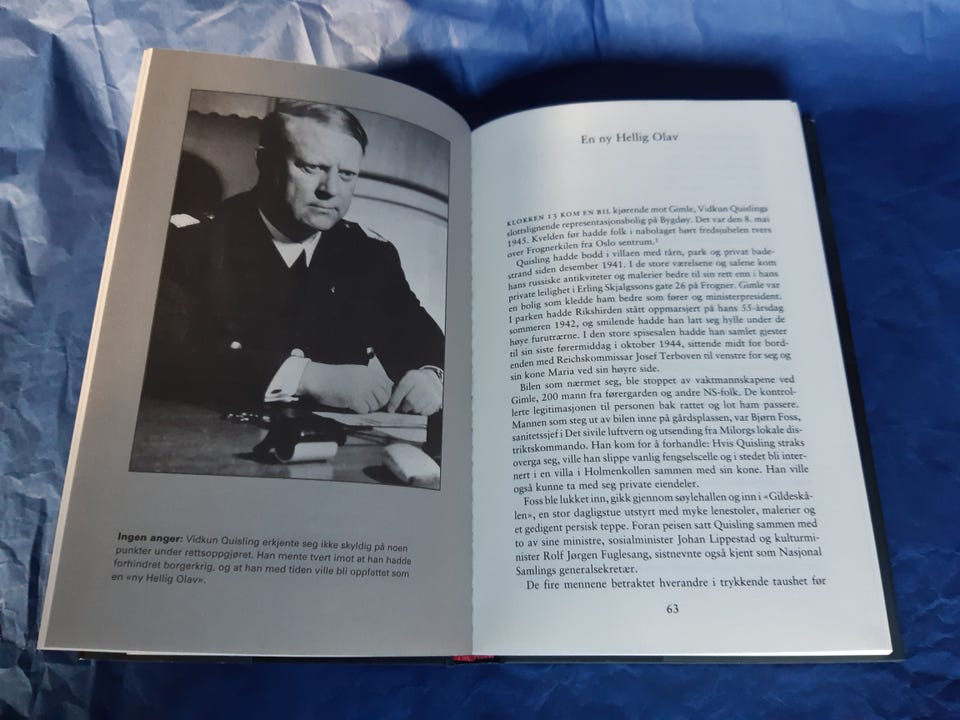 Ingen anger: Vidkun Quisling erkjente seg ikke skyldig på noen
punkter under rettsoppgjøret. Han mente tvert imot at han hadde
forhindret borgerkrig, og at han med tiden ville bli oppfattet som
en «ny Hellig Olav».
En ny Hellig Olav
KLOKKEN 13 KOM EN BIL kjørende mot Gimle, Vidkun Quislings
slottslignende representasjonsbolig på Bygdøy. Det var den 8. mai
1945. Kvelden før hadde folk i nabolaget hørt fredsjubelen tvers
over Frognerkilen fra Oslo sentrum.¹
Quisling hadde bodd i villaen med tårn, park og privat bade-
strand siden desember 1941. I de store værelsene og salene kom
hans russiske antikviteter og malerier bedre til sin rett enn i hans
private leilighet i Erling Skjalgssons gate 26 på Frogner. Gimle var
en bolig som kledde ham bedre som fører og ministerpresident.
I parken hadde Rikshirden stått oppmarsjert på hans 55-årsdag
sommeren 1942, og smilende hadde han latt seg hylle under de
høye furutrærne. I den store spisesalen hadde han samlet gjester
til sin siste førermiddag i oktober 1944, sittende midt for bord-
enden med Reichskommissar Josef Terboven til venstre for seg og
sin kone Maria ved sin høyre side.
Bilen som nærmet seg, ble stoppet av vaktmannskapene ved
Gimle, 200 mann fra førergarden og andre NS-folk. De kontrol-
lerte legitimasjonen til personen bak rattet og lot ham passere.
Mannen som steg ut av bilen inne på gårdsplassen, var Bjørn Foss,
sanitetssjef i Det sivile luftvern og utsending fra Milorgs lokale dis-
triktskommando. Han kom for å forhandle: Hvis Quisling straks
overga seg, ville han slippe vanlig fengselscelle og i stedet bli inter-
nert i en villa i Holmenkollen sammen med sin kone. Han ville
også kunne ta med seg private eiendeler.
Foss ble lukket inn, gikk gjennom søylehallen og inn i «Gildeskå-
len», en stor dagligstue utstyrt med myke lenestoler, malerier og
et gedigent persisk teppe. Foran peisen satt Quisling sammen med
to av sine ministre, sosialminister Johan Lippestad og kulturmini-
ster Rolf Jørgen Fuglesang, sistnevnte også kjent som Nasjonal
Samlings generalsekretær.
De fire mennene betraktet hverandre i trykkende taushet før
63